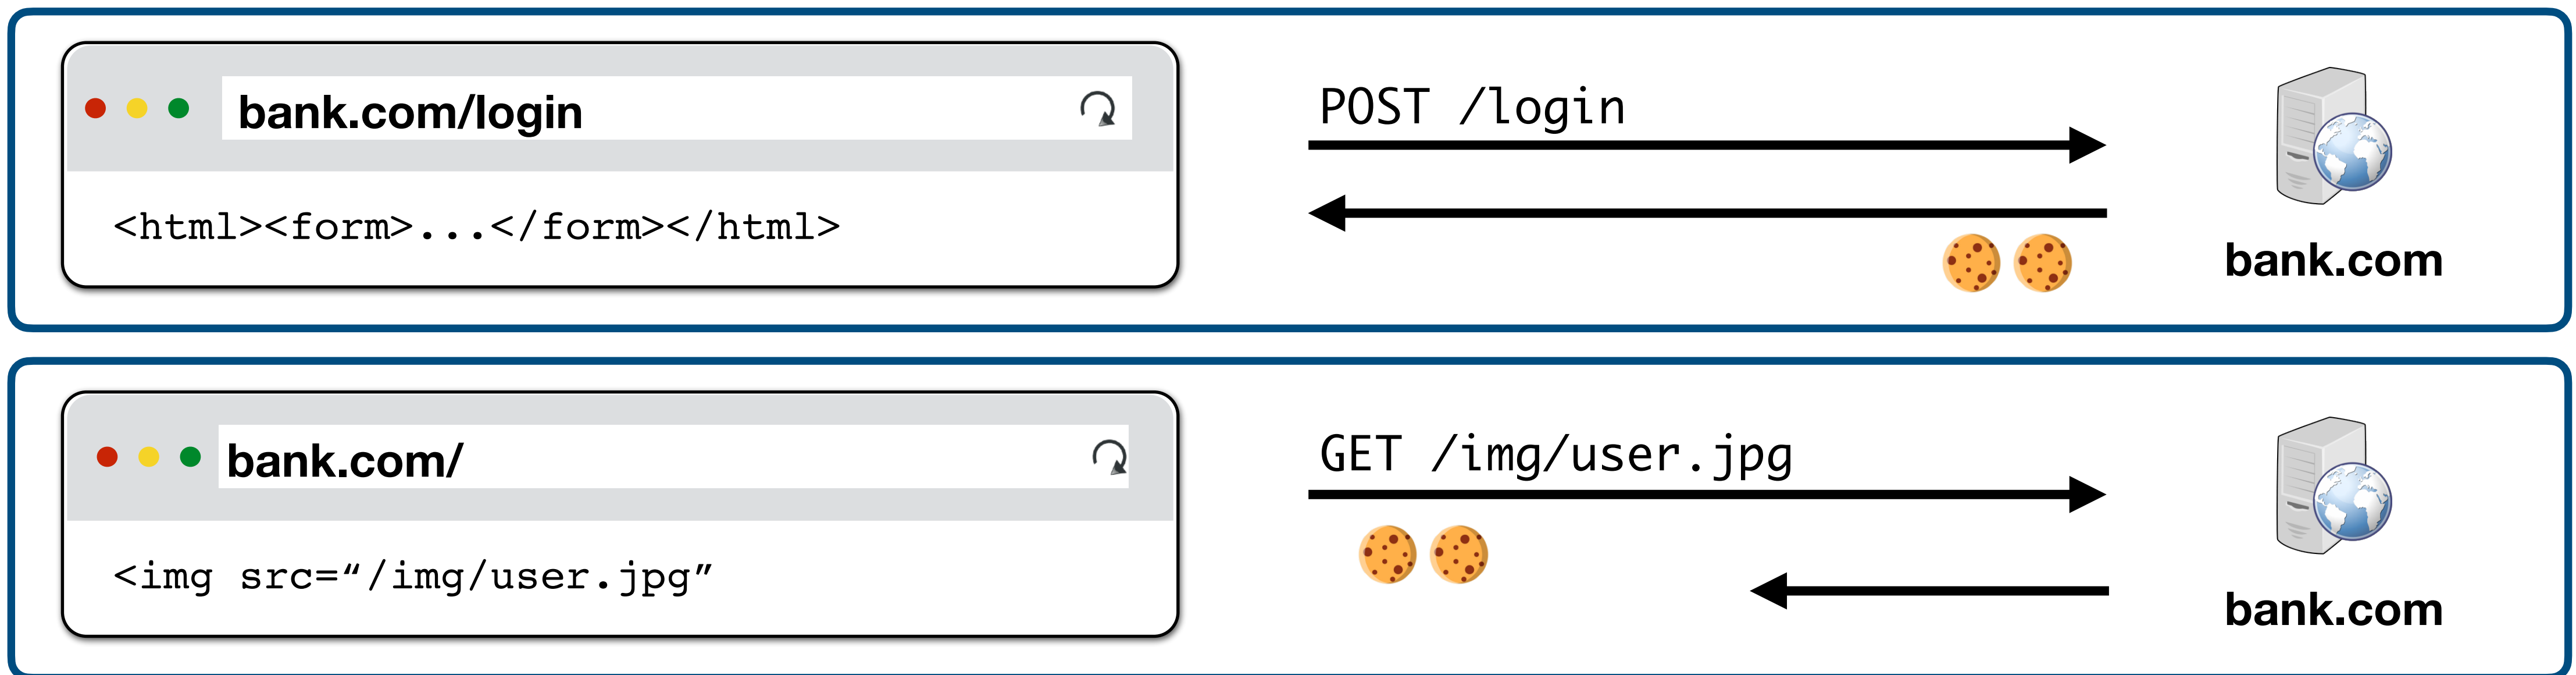 bank.com/login
POST /login
<html><form>...</form></html>
bank.com
bank.com/
GET /img/user.jpg
<img src=“/img/user.jpg”
bank.com